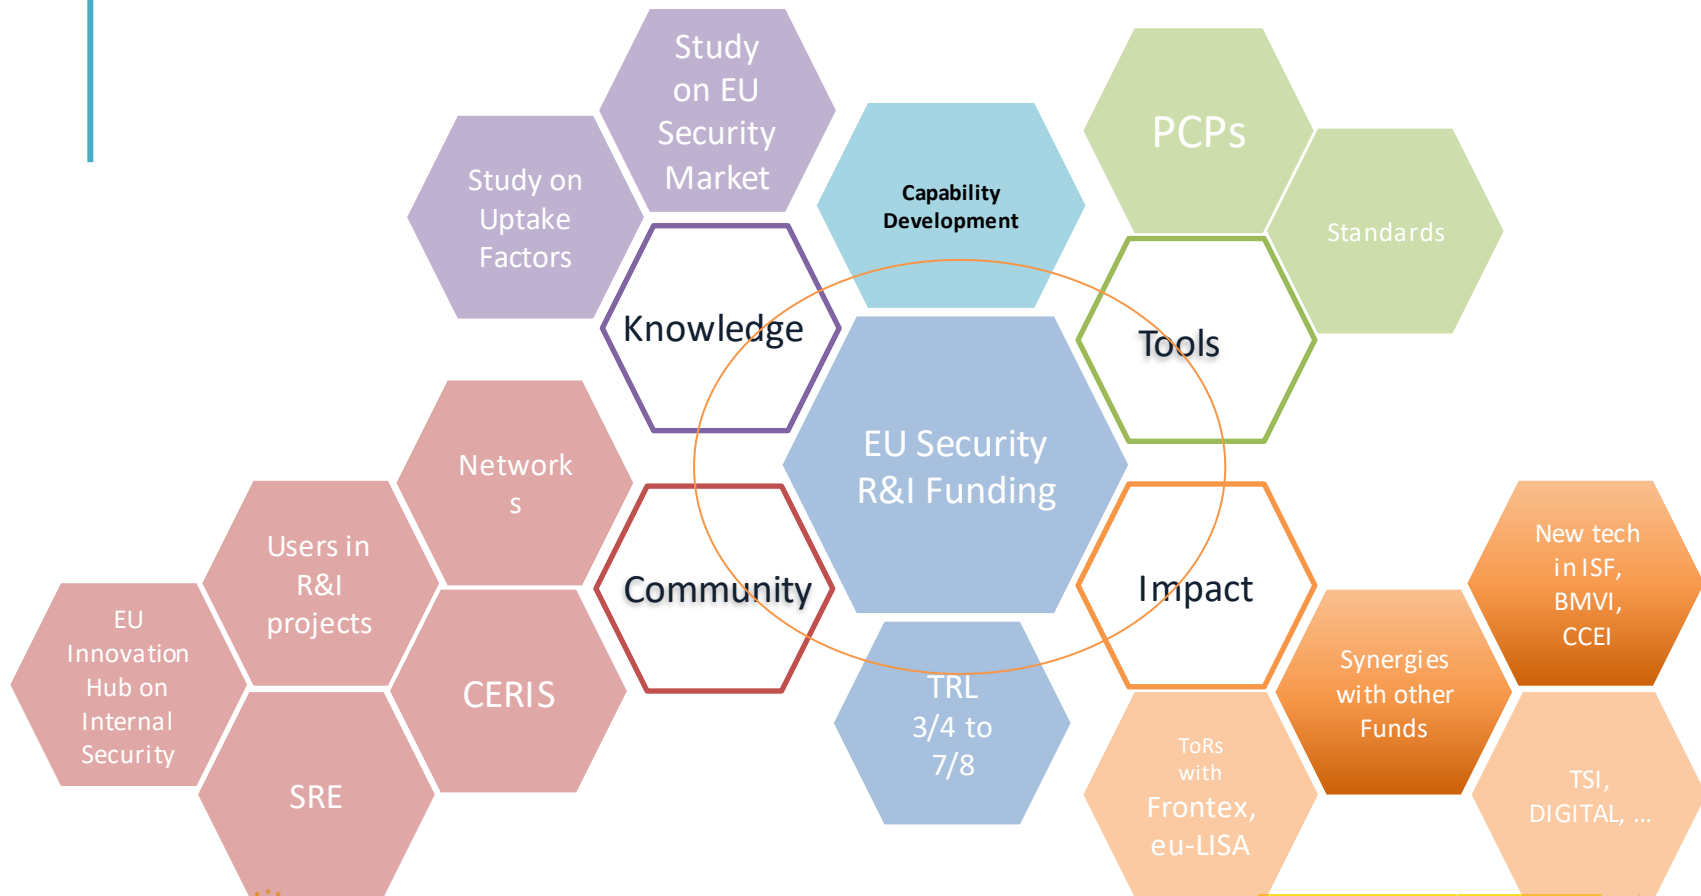 Study
on EU
Security
Market
PCPs
Study on
Uptake
Factors
Capability
Development
Standards
Knowledge
Tools
EU Security
R&I Funding
Network
s
Users in
R&I
projects
Community
Impact
New tech
in ISF,
BMVI,
CCEI
EU
Innovation
Hub on
Internal
Security
CERIS
TRL
3/4 to
7/8
Synergies
with other
Funds
SRE
ToRs
with
Frontex,
eu-LISA
TSI,
DIGITAL, ...